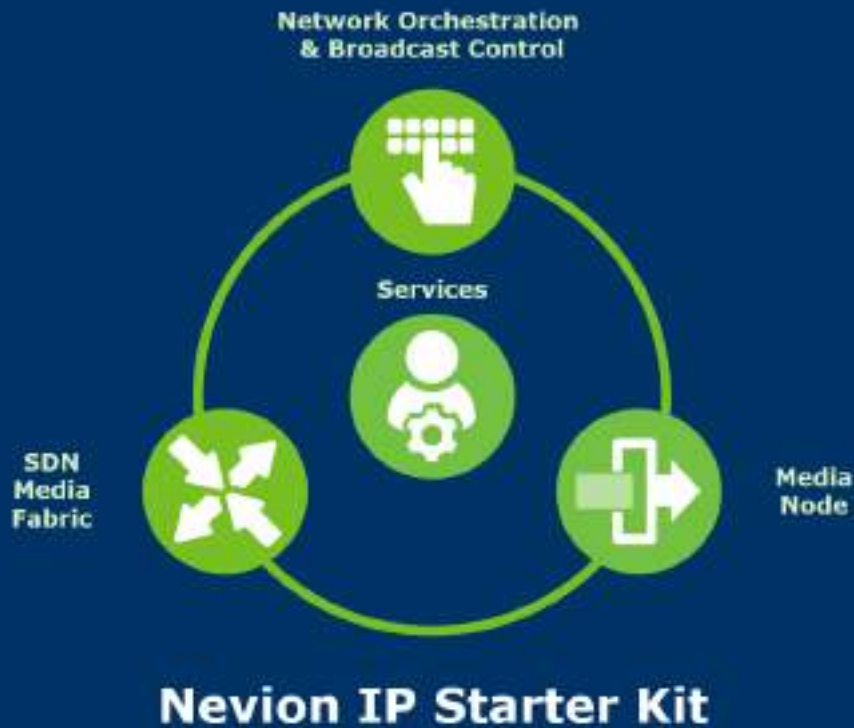 Network Orchestration
& Broadcast Control
Services
SDN
Media
Fabric
Media
Node
Nevion IP Starter Kit